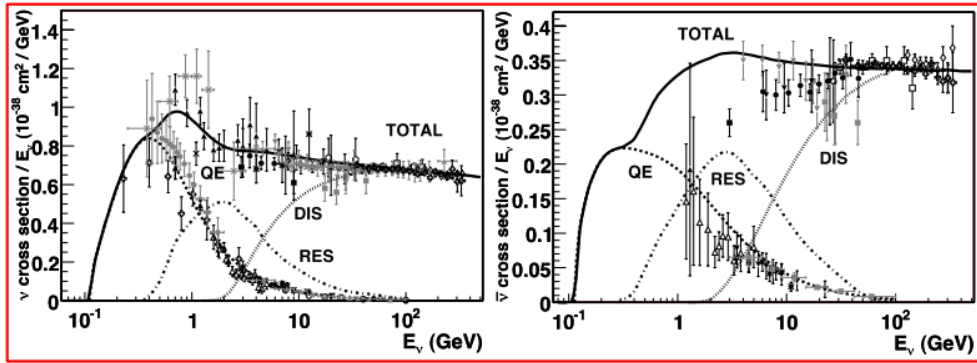 ν cross section / Eν (10⁻³⁸ cm² / GeV)
1.4
1.2
1
0.8
0.6
0.4
0.2
0
TOTAL
QE
DIS
RES
10⁻¹
1
10
10²
Eν (GeV)
ν̅ cross section / Eν (10⁻³⁸ cm² / GeV)
0.4
0.35
0.3
0.25
0.2
0.15
0.1
0.05
0
TOTAL
QE
RES
DIS
10⁻¹
1
10
10²
Eν (GeV)